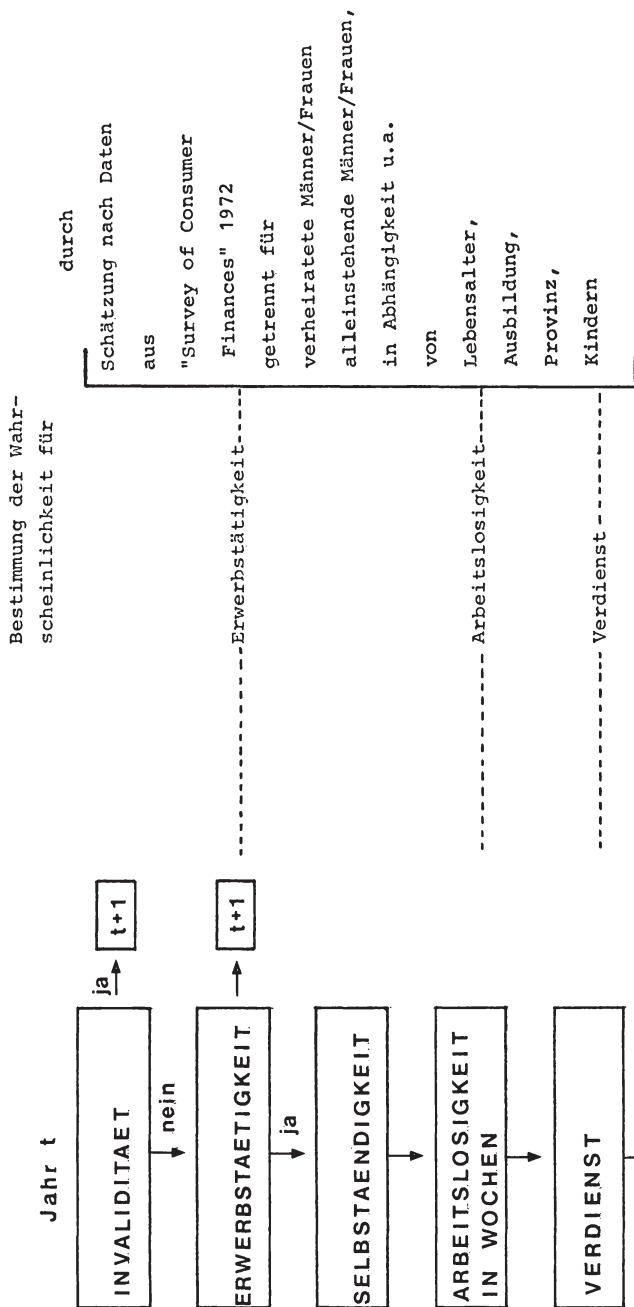 Jahr t
INVALIDITAET
ja
t+1
nein
ERWERBSTAETIGKEIT
t+1
ja
SELBSTAENDIGKEIT
ARBEITSLOSIGKEIT
IN WOCHEN
VERDIENST
Bestimmung der Wahr-
scheinlichkeit für
Erwerbstätigkeit
Arbeitslosigkeit
Verdienst
durch
Schätzung nach Daten
aus
"Survey of Consumer
Finances" 1972
getrennt für
verheiratete Männer/Frauen
alleinstehende Männer/Frauen,
in Abhängigkeit u.a.
von
Lebensalter,
Ausbildung,
Provinz,
Kindern